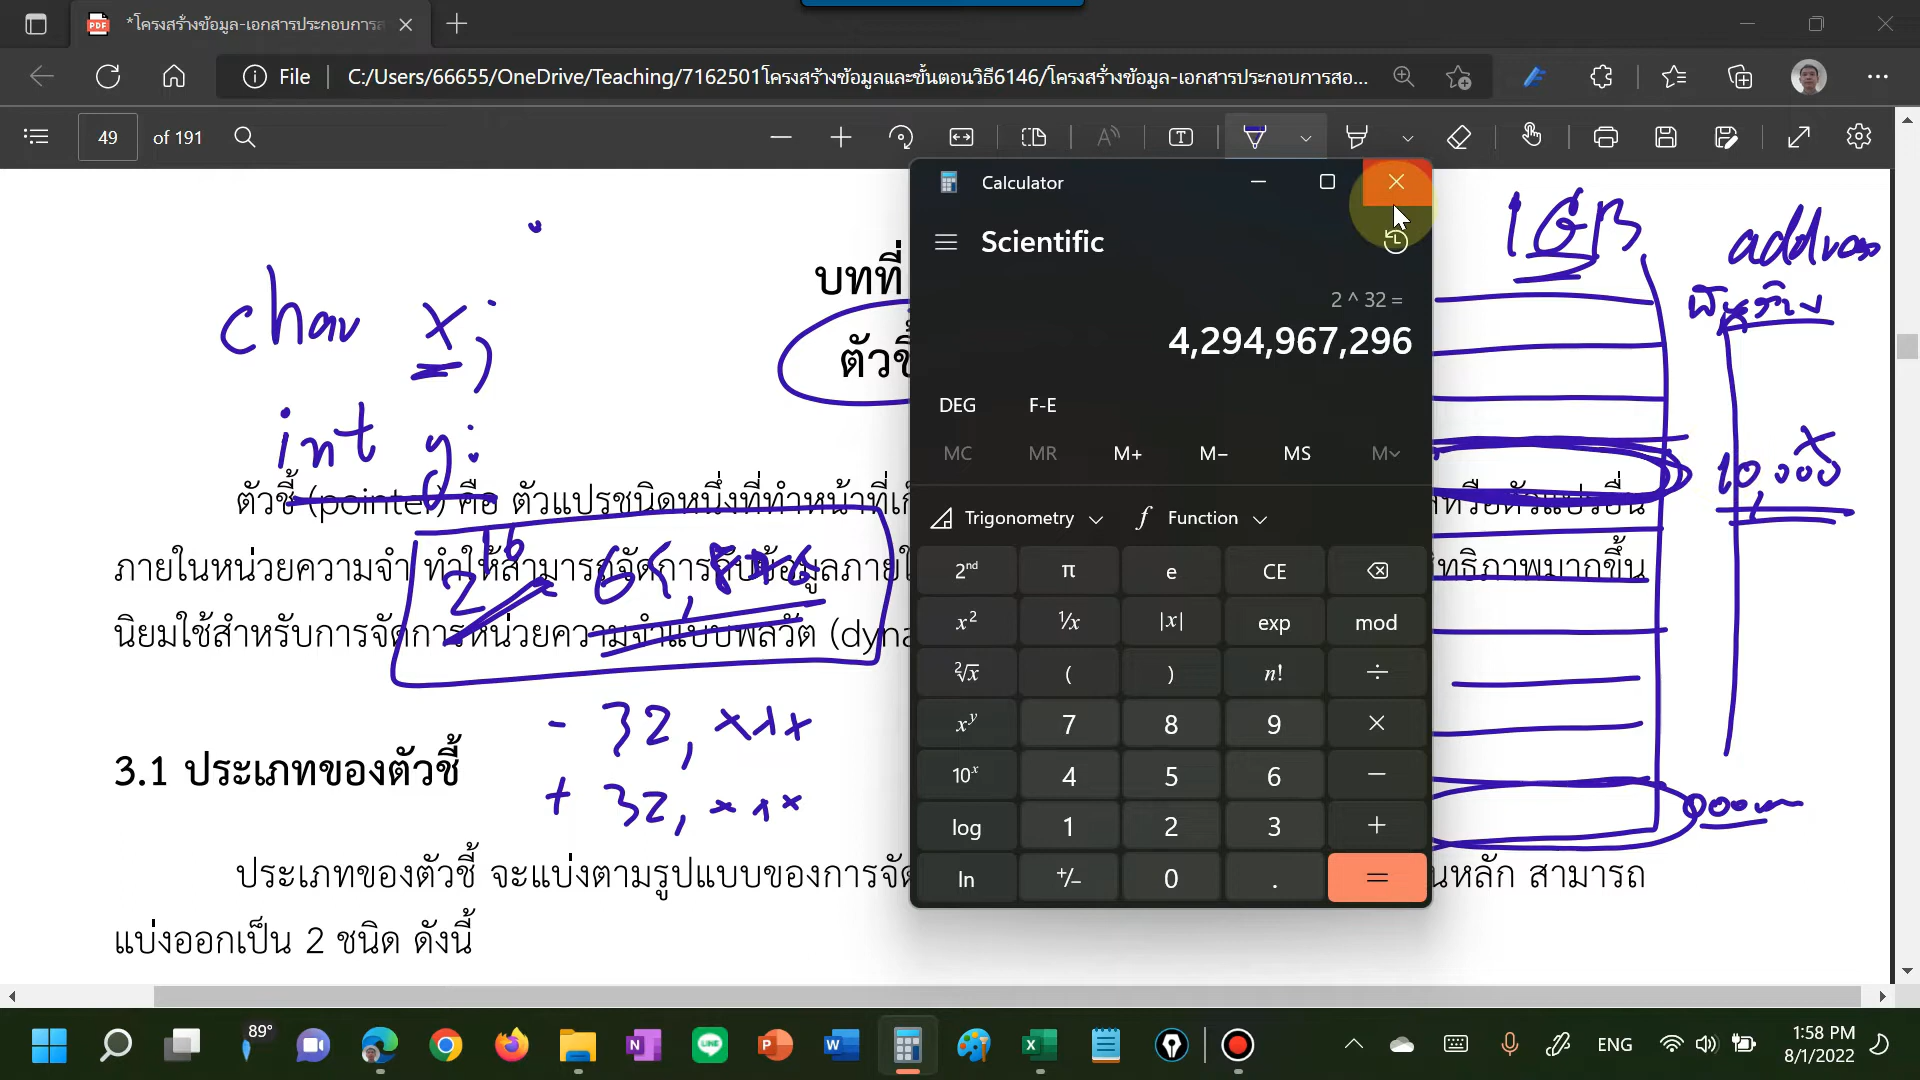 *โครงสร้างข้อมูล-เอกสารประกอบการส
File
C:/Users/66655/OneDrive/Teaching/7162501โครงสร้างข้อมูลและขั้นตอนวิธี6146/โครงสร้างข้อมูล-เอกสารประกอบการสอ...
49 of 191
Calculator
Scientific
2 ^ 32 =
4,294,967,296
DEG F-E
MC MR M+ M− MS M˅
Trigonometry Function
2nd π e CE
x² ¹/x |x| exp mod
²√x ( ) n! ÷
xʸ 7 8 9 ×
10ˣ 4 5 6 −
log 1 2 3 +
ln +/− 0 . =
1GB address
char x;
int y;
10,000
บทที่
ตัวชี้
ตัวชี้ (pointer) คือ ตัวแปรชนิดหนึ่งที่ทำหน้าที่เก็ หรือตัวแปรอื่น
ภายในหน่วยความจำ ทำให้สามารถจัดการกับข้อมูลภายใ ทธิภาพมากขึ้น
นิยมใช้สำหรับการจัดการหน่วยความจำแบบพลวัต (dyna
2^16 =
- 32, xxx
+ 32, xxx
3.1 ประเภทของตัวชี้
ประเภทของตัวชี้ จะแบ่งตามรูปแบบของการจัด นหลัก สามารถ
แบ่งออกเป็น 2 ชนิด ดังนี้
89°
ENG
1:58 PM
8/1/2022